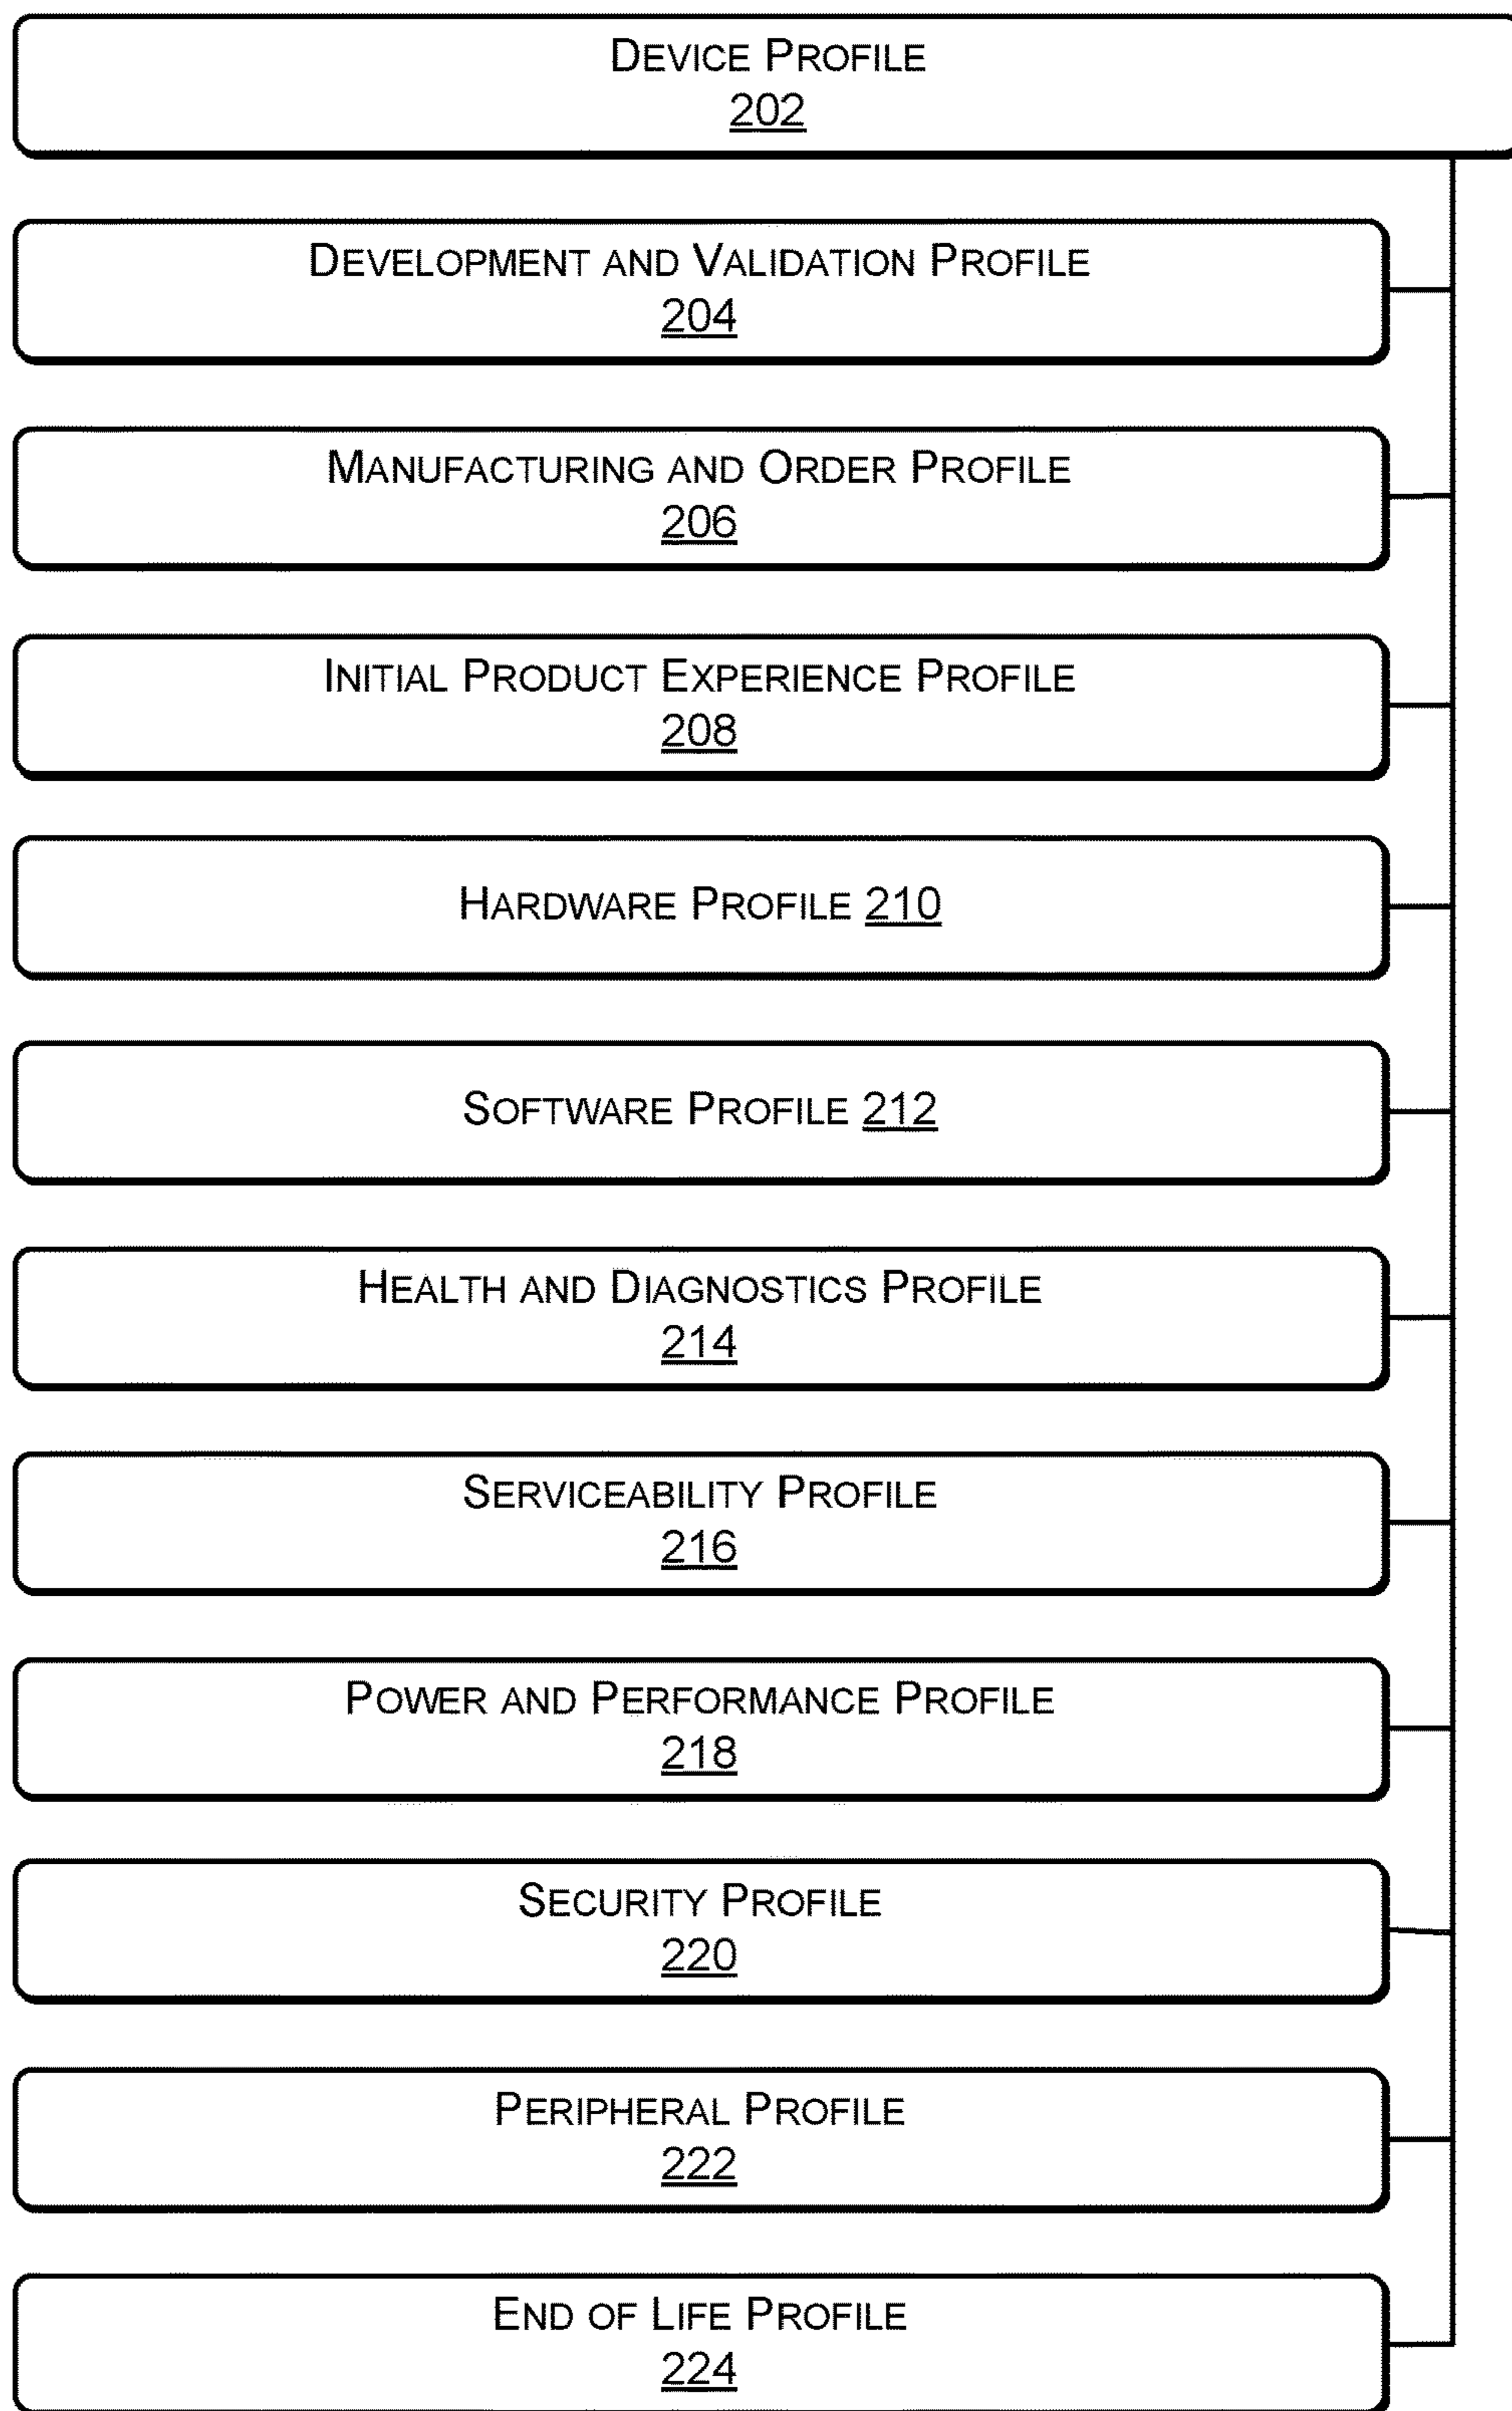 DEVICE PROFILE
202
DEVELOPMENT AND VALIDATION PROFILE
204
MANUFACTURING AND ORDER PROFILE
206
INITIAL PRODUCT EXPERIENCE PROFILE
208
HARDWARE PROFILE 210
SOFTWARE PROFILE 212
HEALTH AND DIAGNOSTICS PROFILE
214
SERVICEABILITY PROFILE
216
POWER AND PERFORMANCE PROFILE
218
SECURITY PROFILE
220
PERIPHERAL PROFILE
222
END OF LIFE PROFILE
224